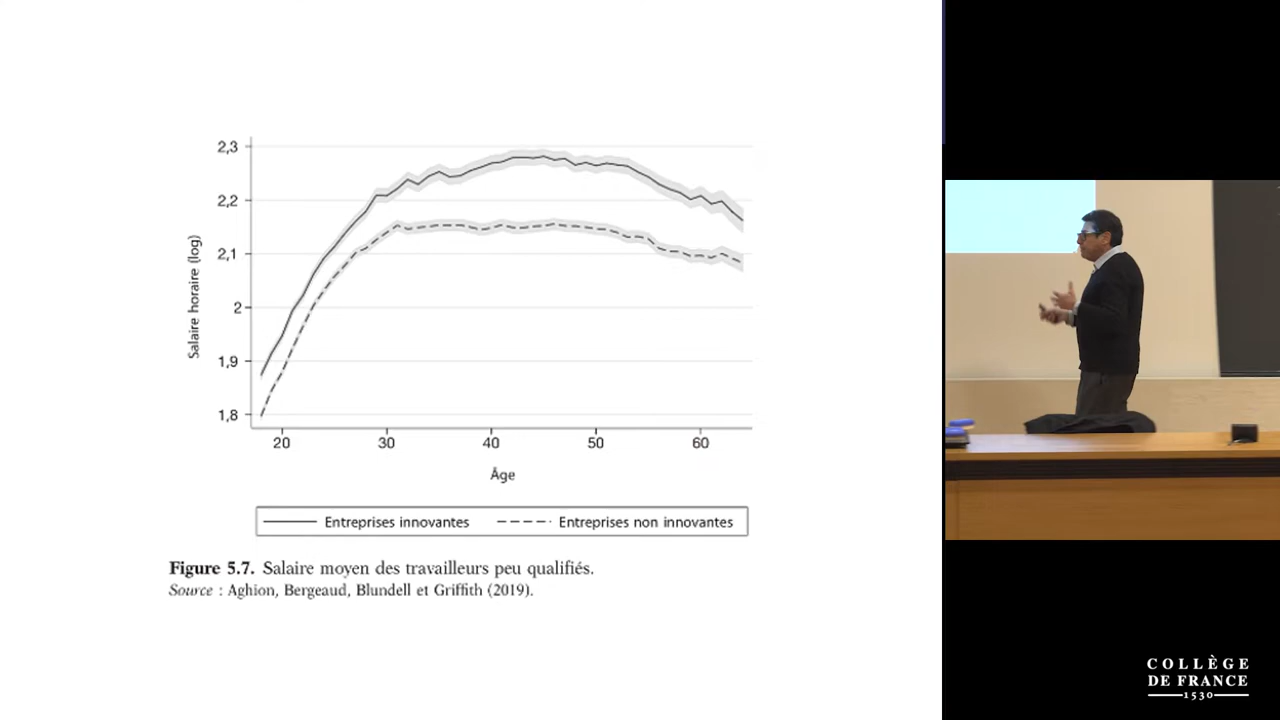 2,3
2,2
2,1
2
1,9
1,8
Salaire horaire (log)
20 30 40 50 60
Âge
Entreprises innovantes Entreprises non innovantes
Figure 5.7. Salaire moyen des travailleurs peu qualifiés.
Source : Aghion, Bergeaud, Blundell et Griffith (2019).
COLLÈGE
DE FRANCE
1530